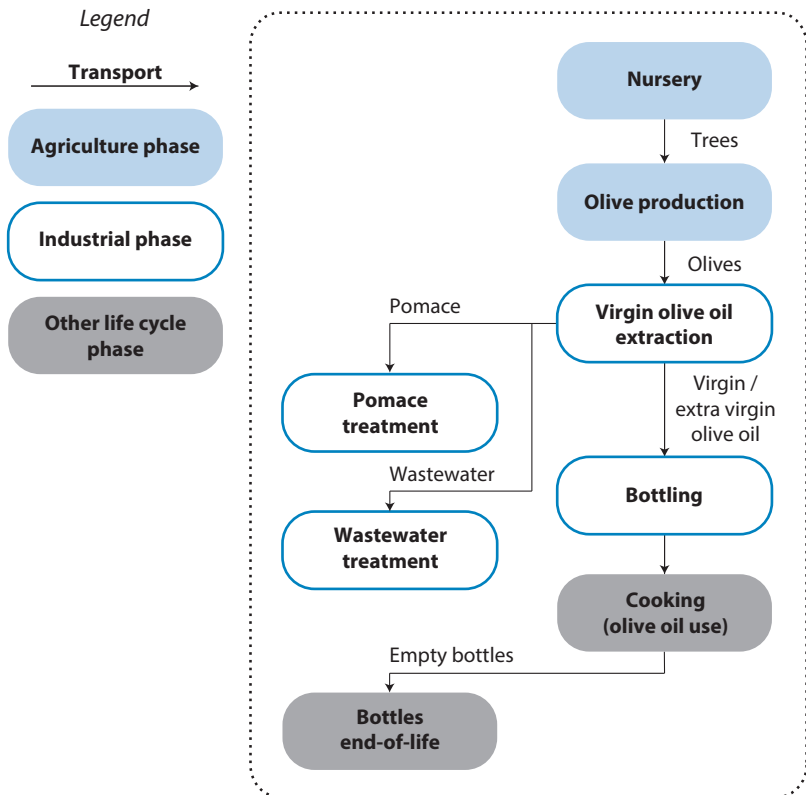 Legend
Transport
Agriculture phase
Industrial phase
Other life cycle
phase
Nursery
Trees
Olive production
Olives
Virgin olive oil
extraction
Pomace
Pomace
treatment
Virgin /
extra virgin
olive oil
Wastewater
Bottling
Wastewater
treatment
Cooking
(olive oil use)
Empty bottles
Bottles
end-of-life